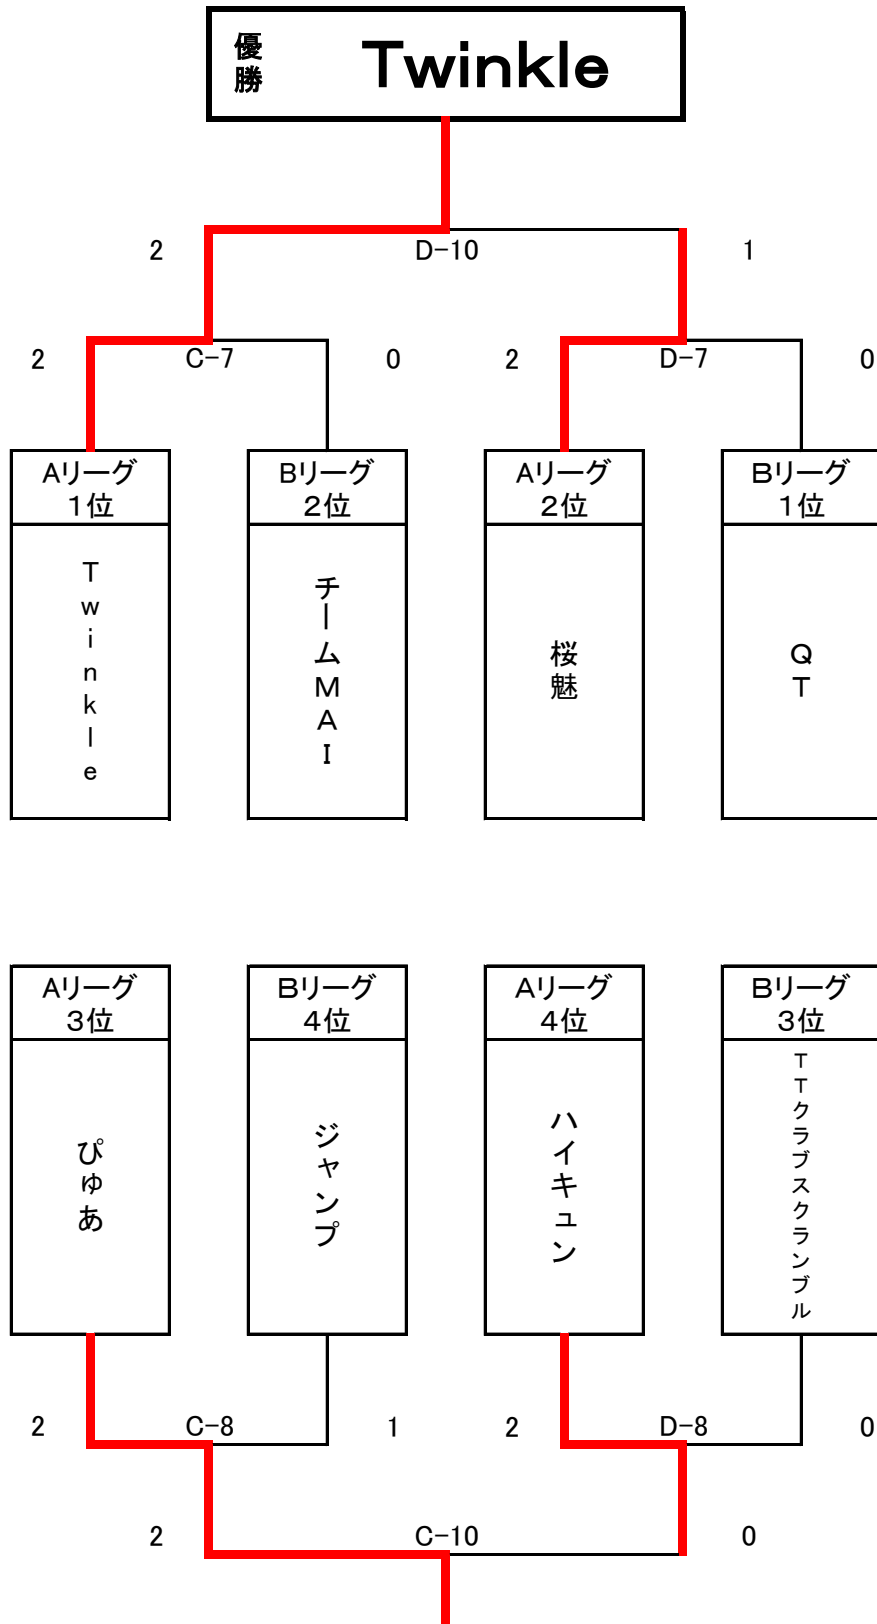 優勝
Twinkle
2 D-10 1
2 C-7 0 2 D-7 0
Aリーグ
1位
Bリーグ
2位
Aリーグ
2位
Bリーグ
1位
Twinkle
チームMAI
桜魅
QT
Aリーグ
3位
Bリーグ
4位
Aリーグ
4位
Bリーグ
3位
ぴゅあ
ジャンプ
ハイキュン
TTクラブスクランブル
2 C-8 1 2 D-8 0
2 C-10 0